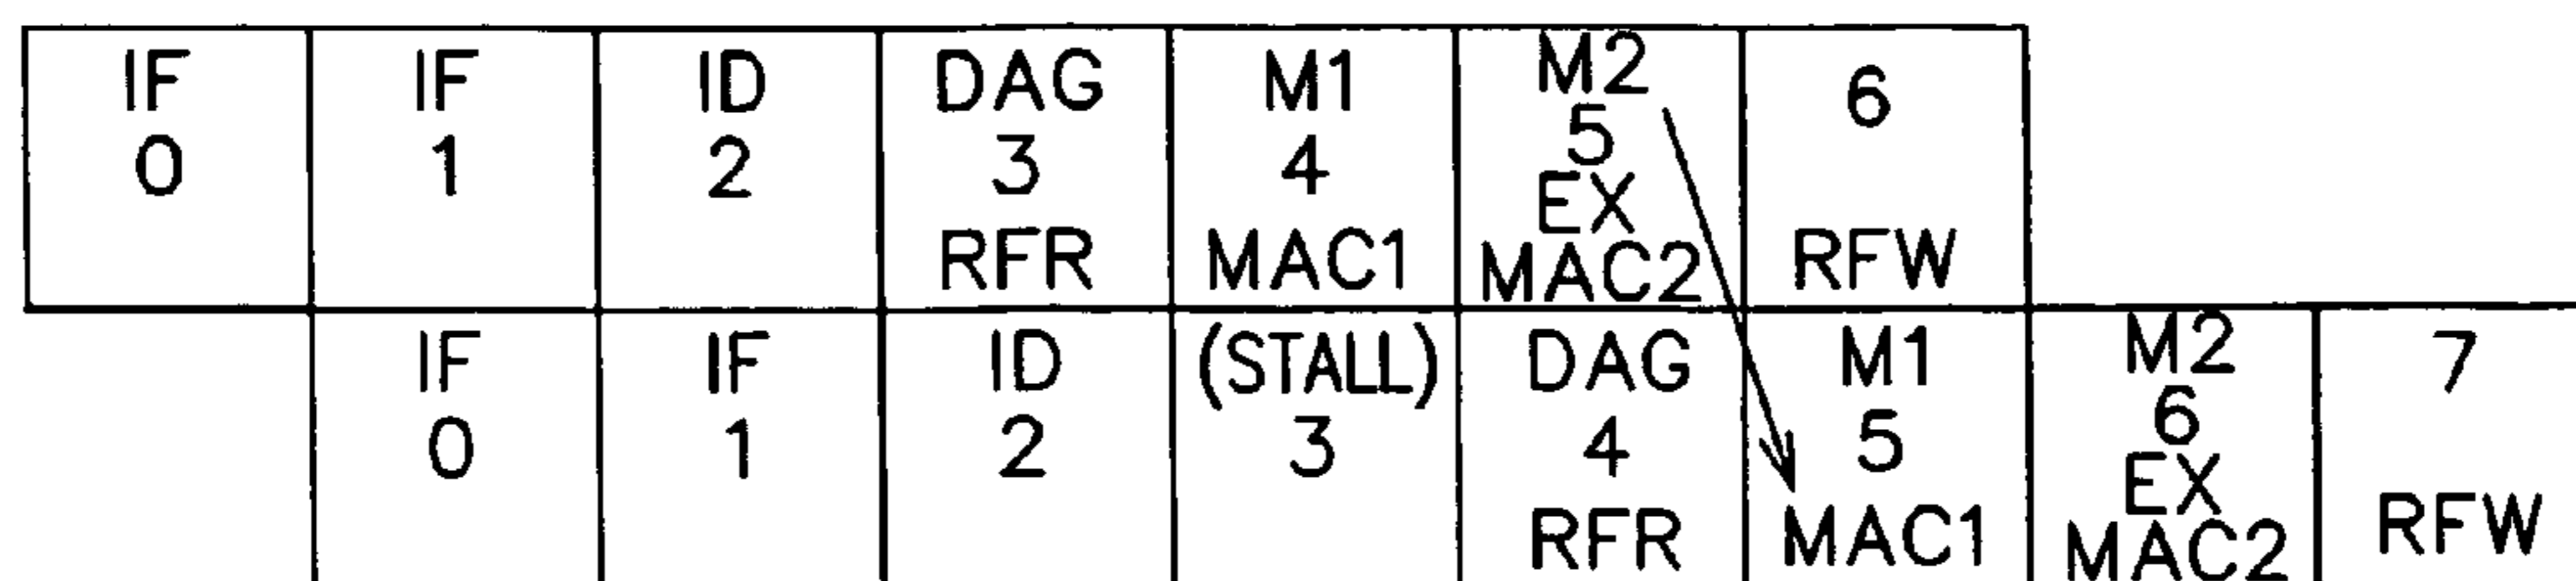 IF IF ID DAG M1 M2 6
0 1 2 3 4 5
EX
RFR MAC1 MAC2 RFW
IF IF ID (STALL) DAG M1 M2 7
0 1 2 3 4 5 6
EX
RFR MAC1 MAC2 RFW